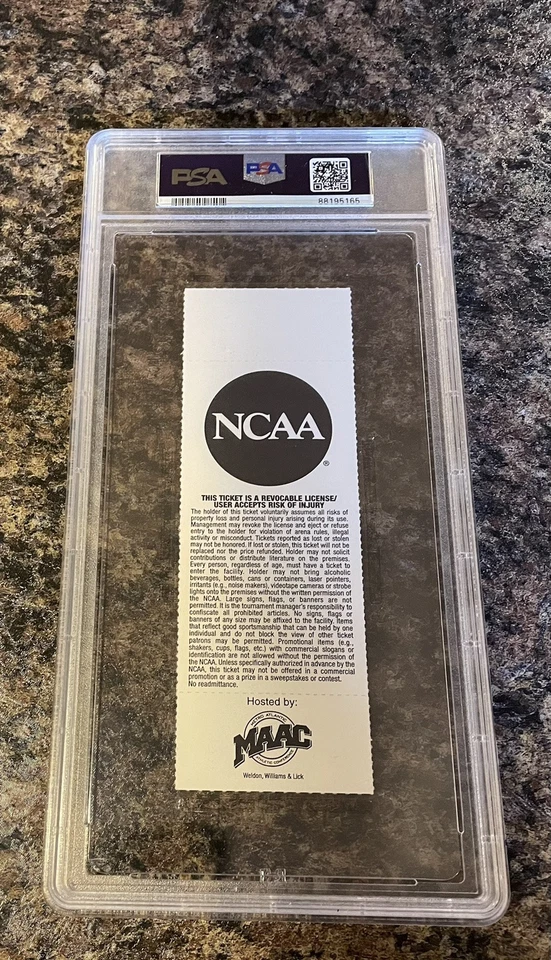 PSA
PSA
88195165
NCAA
®
THIS TICKET IS A REVOCABLE LICENSE/
USER ACCEPTS RISK OF INJURY
The holder of this ticket voluntarily assumes all risks of
property loss and personal injury arising during its use.
Management may revoke the license and eject or refuse
entry to the holder for violation of arena rules, illegal
activity or misconduct. Tickets reported as lost or stolen
may not be honored. If lost or stolen, this ticket will not be
replaced nor the price refunded. Holder may not solicit
contributions or distribute literature on the premises.
Every person, regardless of age, must have a ticket to
enter the facility. Holder may not bring alcoholic
beverages, bottles, cans or containers, laser pointers,
irritants (e.g., noise makers), videotape cameras or strobe
lights onto the premises without the written permission of
the NCAA. Large signs, flags, or banners are not
permitted. It is the tournament manager's responsibility to
confiscate all prohibited articles. No signs, flags or
banners of any size may be affixed to the facility. Items
that reflect good sportsmanship that can be held by one
individual and do not block the view of other ticket
patrons may be permitted. Promotional items (e.g.,
shakers, cups, flags, etc.) with commercial slogans or
identification are not allowed without the permission of
the NCAA. Unless specifically authorized in advance by the
NCAA, this ticket may not be offered in a commercial
promotion or as a prize in a sweepstakes or contest.
No readmittance.
Hosted by:
METRO ATLANTIC
MAAC
ATHLETIC CONFERENCE
Weldon, Williams & Lick